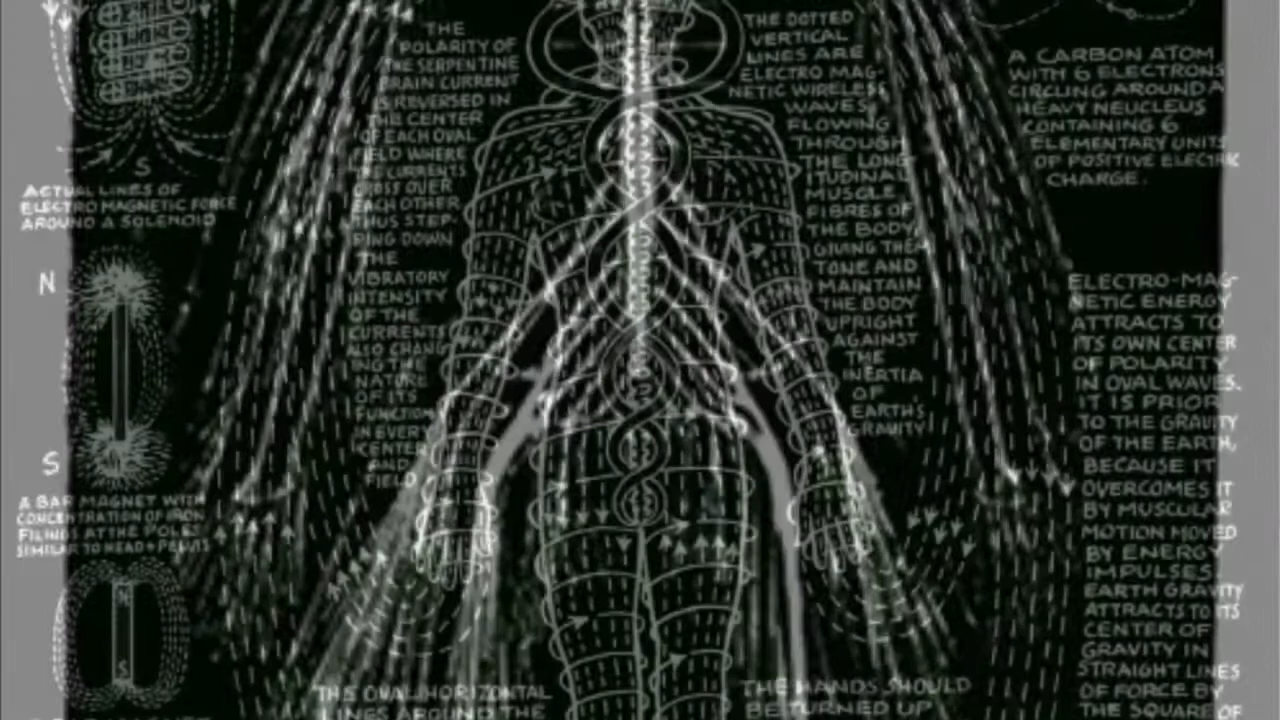 N
S
S
ACTUAL LINES OF
ELECTRO MAGNETIC FORCE
AROUND A SOLENOID
N
S
A BAR MAGNET WITH
CONCENTRATION OF IRON
FILINGS AT THE POLE
SIMILAR TO HEAD + PELVIS
N
S
THE
POLARITY OF
THE SERPENTINE
BRAIN CURRENT
IS REVERSED IN
THE CENTER
OF EACH OVAL
FIELD WHERE
THE CURRENTS
CROSS OVER
EACH OTHER
THUS STEP-
PING DOWN
THE
VIBRATORY
INTENSITY
OF THE
CURRENTS
ALSO CHANG-
ING THE
NATURE
OF ITS
FUNCTION
IN EVERY
CENTER
AND
FIELD
THE OVAL HORIZONTAL
LINES AROUND THE
THE DOTTED
VERTICAL
LINES ARE
ELECTRO MAG-
NETIC WIRELESS
WAVES
FLOWING
THROUGH
THE LONG-
ITUDINAL
MUSCLE
FIBRES OF
THE BODY,
GIVING THEM
TONE AND
MAINTAIN
THE BODY
UPRIGHT
AGAINST
THE
INERTIA
OF
EARTH'S
GRAVITY
THE HANDS SHOULD
BE TURNED UP
A CARBON ATOM
WITH 6 ELECTRONS
CIRCLING AROUND A
HEAVY NEUCLEUS
CONTAINING 6
ELEMENTARY UNITS
OF POSITIVE ELECTRIC
CHARGE.
ELECTRO-MAG-
NETIC ENERGY
ATTRACTS TO
ITS OWN CENTER
OF POLARITY
IN OVAL WAVES.
IT IS PRIOR
TO THE GRAVITY
OF THE EARTH,
BECAUSE IT
OVERCOMES IT
BY MUSCULAR
MOTION MOVED
BY ENERGY
IMPULSES
EARTH GRAVITY
ATTRACTS TO ITS
CENTER OF
GRAVITY IN
STRAIGHT LINES
OF FORCE BY
THE SQUARE OF